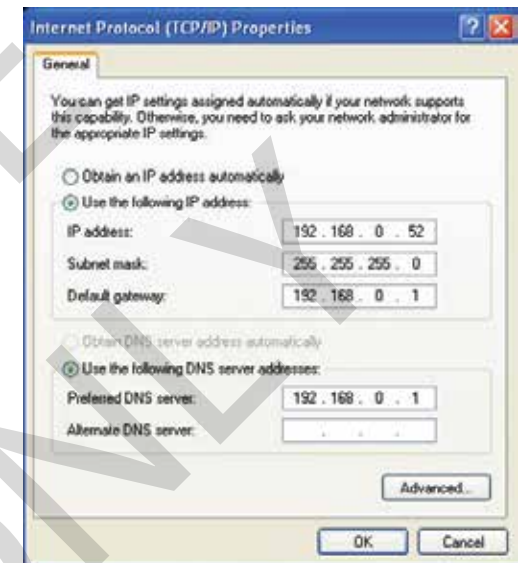 Internet Protocol (TCP/IP) Properties
General
You can get IP settings assigned automatically if your network supports
this capability. Otherwise, you need to ask your network administrator for
the appropriate IP settings.
Obtain an IP address automatically
Use the following IP address:
IP address: 192 . 168 . 0 . 52
Subnet mask: 255 . 255 . 255 . 0
Default gateway: 192 . 168 . 0 . 1
Obtain DNS server address automatically
Use the following DNS server addresses:
Preferred DNS server: 192 . 168 . 0 . 1
Alternate DNS server: . . .
Advanced...
OK Cancel